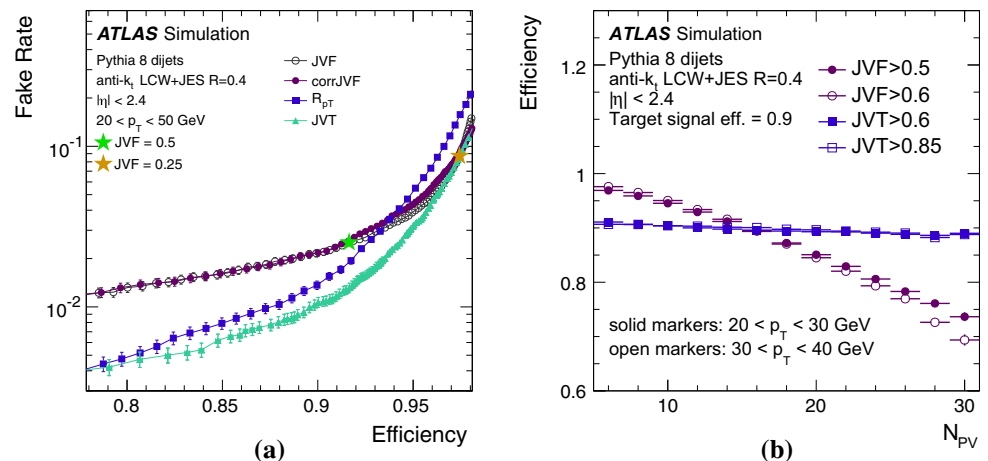 ATLAS Simulation
Pythia 8 dijets
anti-kt LCW+JES R=0.4
|η| < 2.4
20 < pT < 50 GeV
JVF = 0.5
JVF = 0.25
JVF
corrJVF
RpT
JVT
Fake Rate
10⁻¹
10⁻²
0.8 0.85 0.9 0.95
Efficiency
(a)
ATLAS Simulation
Pythia 8 dijets
anti-kt LCW+JES R=0.4
|η| < 2.4
Target signal eff. = 0.9
JVF>0.5
JVF>0.6
JVT>0.6
JVT>0.85
solid markers: 20 < pT < 30 GeV
open markers: 30 < pT < 40 GeV
Efficiency
1.2
1
0.8
0.6
10 20 30
NPV
(b)